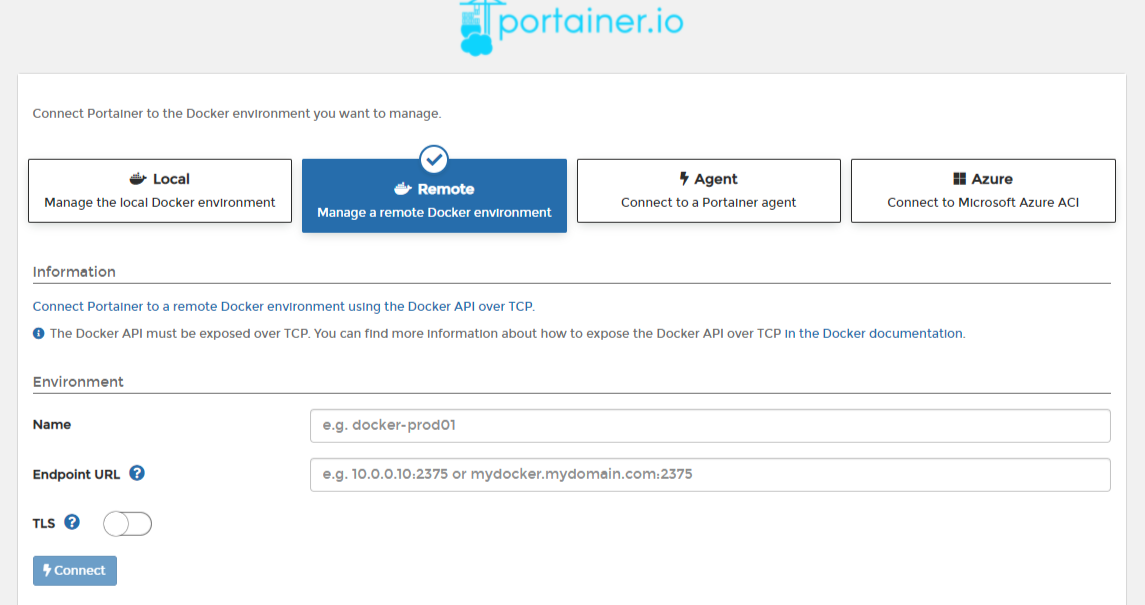 portainer.io
Connect Portainer to the Docker environment you want to manage.
Local
Manage the local Docker environment
Remote
Manage a remote Docker environment
Agent
Connect to a Portainer agent
Azure
Connect to Microsoft Azure ACI
Information
Connect Portainer to a remote Docker environment using the Docker API over TCP.
The Docker API must be exposed over TCP. You can find more information about how to expose the Docker API over TCP in the Docker documentation.
Environment
Name
e.g. docker-prod01
Endpoint URL
e.g. 10.0.0.10:2375 or mydocker.mydomain.com:2375
TLS
Connect